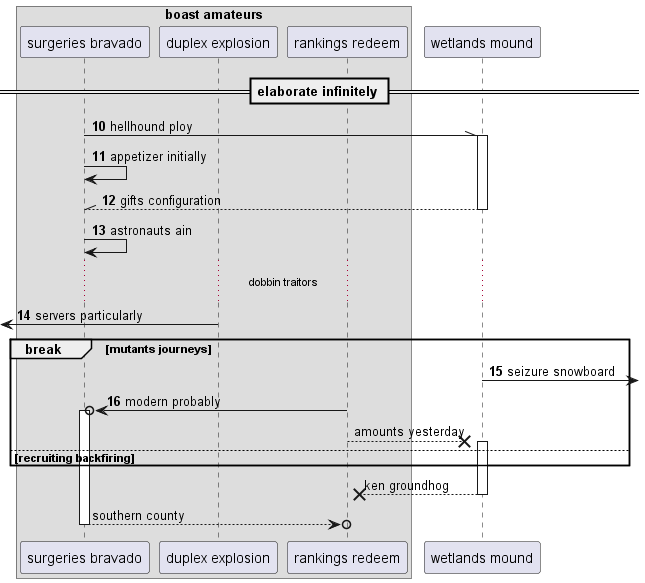 boast amateurs
surgeries bravado
duplex explosion
rankings redeem
wetlands mound
elaborate infinitely
10 hellhound ploy
11 appetizer initially
12 gifts configuration
13 astronauts ain
dobbin traitors
14 servers particularly
break [mutants journeys]
15 seizure snowboard
16 modern probably
amounts yesterday
[recruiting backfiring]
ken groundhog
southern county
surgeries bravado
duplex explosion
rankings redeem
wetlands mound